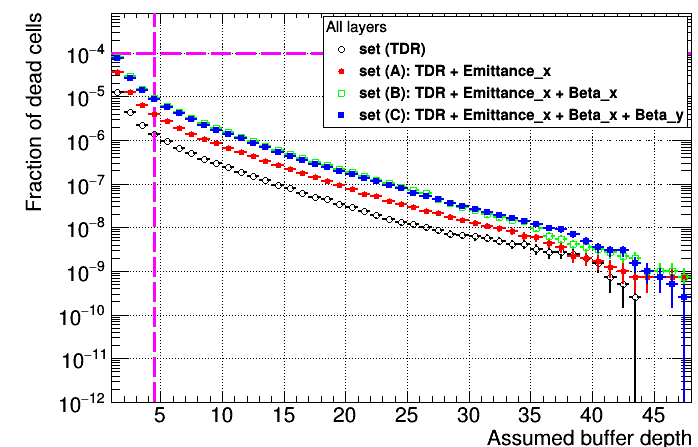 All layers
set (TDR)
set (A): TDR + Emittance_x
set (B): TDR + Emittance_x + Beta_x
set (C): TDR + Emittance_x + Beta_x + Beta_y
Fraction of dead cells
10−4
10−5
10−6
10−7
10−8
10−9
10−10
10−11
10−12
5 10 15 20 25 30 35 40 45
Assumed buffer depth